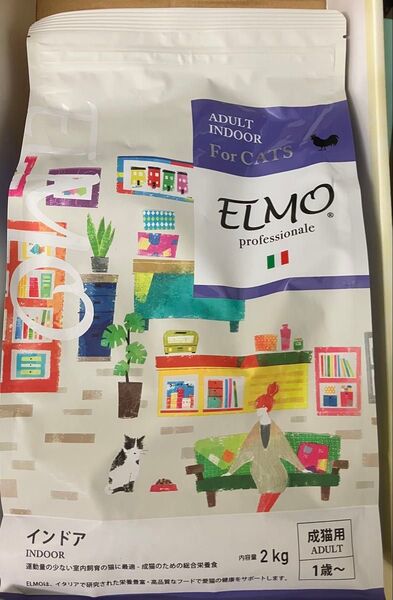 ADULT
INDOOR
For CATS
ELMO®
professionale
ELMO
インドア
INDOOR
内容量 2kg
成猫用
ADULT
1歳～
運動量の少ない室内飼育の猫に最適 - 成猫のための総合栄養食
ELMOは、イタリアで研究された栄養豊富・高品質なフードで愛猫の健康をサポートします。